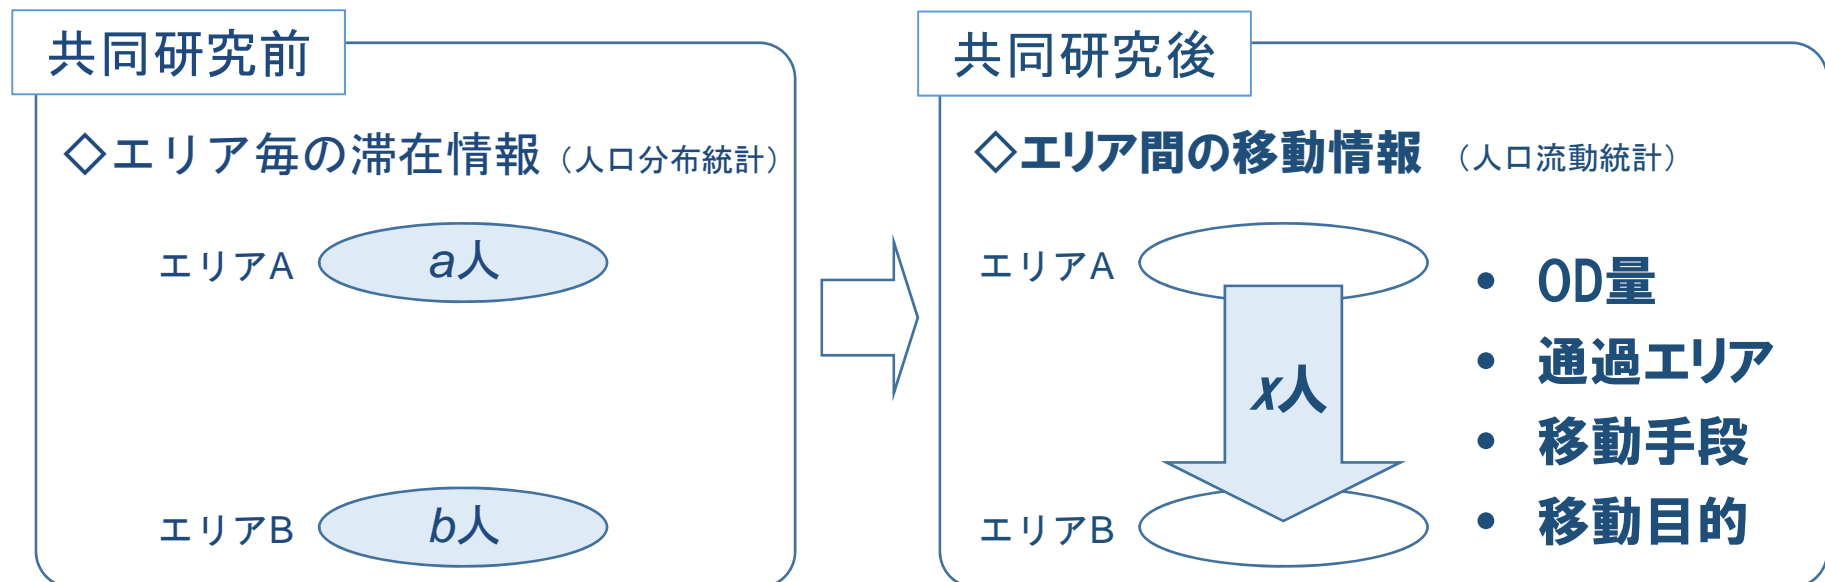 共同研究前
◇エリア毎の滞在情報（人口分布統計）
エリアA
a人
エリアB
b人
共同研究後
◇エリア間の移動情報（人口流動統計）
エリアA
x人
エリアB
• OD量
• 通過エリア
• 移動手段
• 移動目的